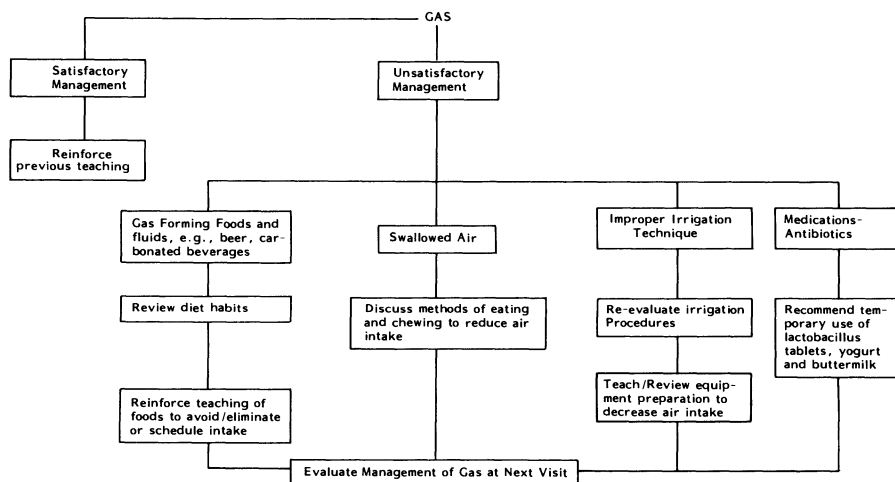 GAS
Satisfactory
Management
Unsatisfactory
Management
Reinforce
previous teaching
Gas Forming Foods and
fluids, e.g., beer, car-
bonated beverages
Swallowed Air
Improper Irrigation
Technique
Medications-
Antibiotics
Review diet habits
Discuss methods of eating
and chewing to reduce air
intake
Re-evaluate irrigation
Procedures
Recommend tem-
porary use of
lactobacillus
tablets, yogurt
and buttermilk
Reinforce teaching of
foods to avoid/eliminate
or schedule intake
Teach/Review equip-
ment preparation to
decrease air intake
Evaluate Management of Gas at Next Visit